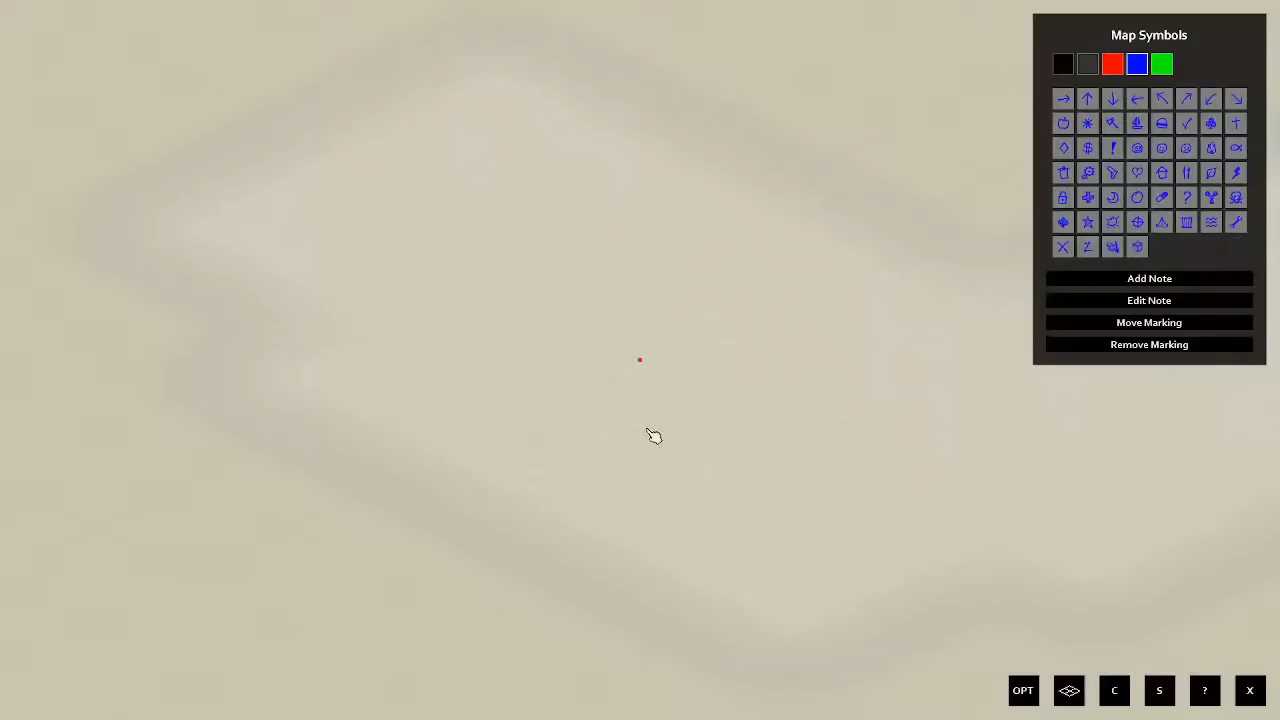 Map Symbols
Add Note
Edit Note
Move Marking
Remove Marking
OPT C S ? X